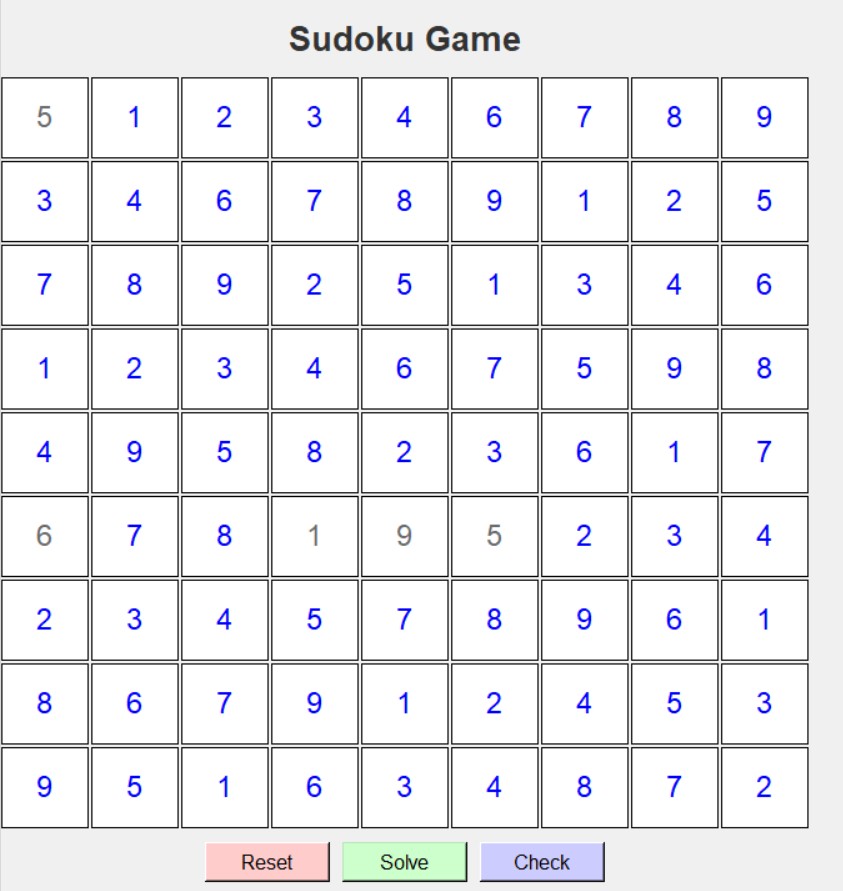 Sudoku Game
5 1 2 3 4 6 7 8 9
3 4 6 7 8 9 1 2 5
7 8 9 2 5 1 3 4 6
1 2 3 4 6 7 5 9 8
4 9 5 8 2 3 6 1 7
6 7 8 1 9 5 2 3 4
2 3 4 5 7 8 9 6 1
8 6 7 9 1 2 4 5 3
9 5 1 6 3 4 8 7 2
Reset Solve Check